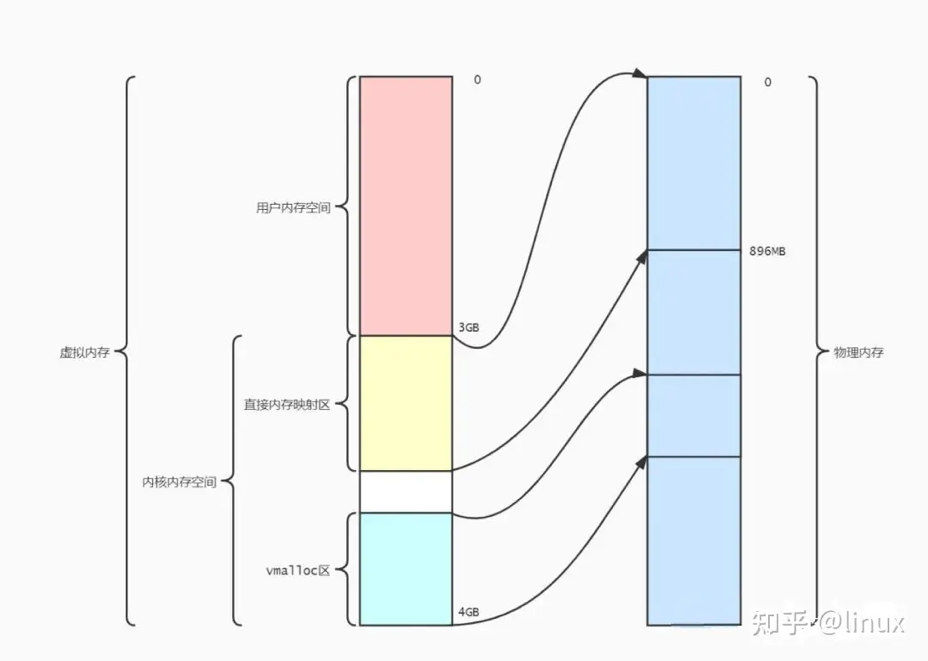 0
0
用户内存空间
896MB
3GB
虚拟内存
物理内存
直接内存映射区
内核内存空间
vmalloc区
4GB
知乎 @linux